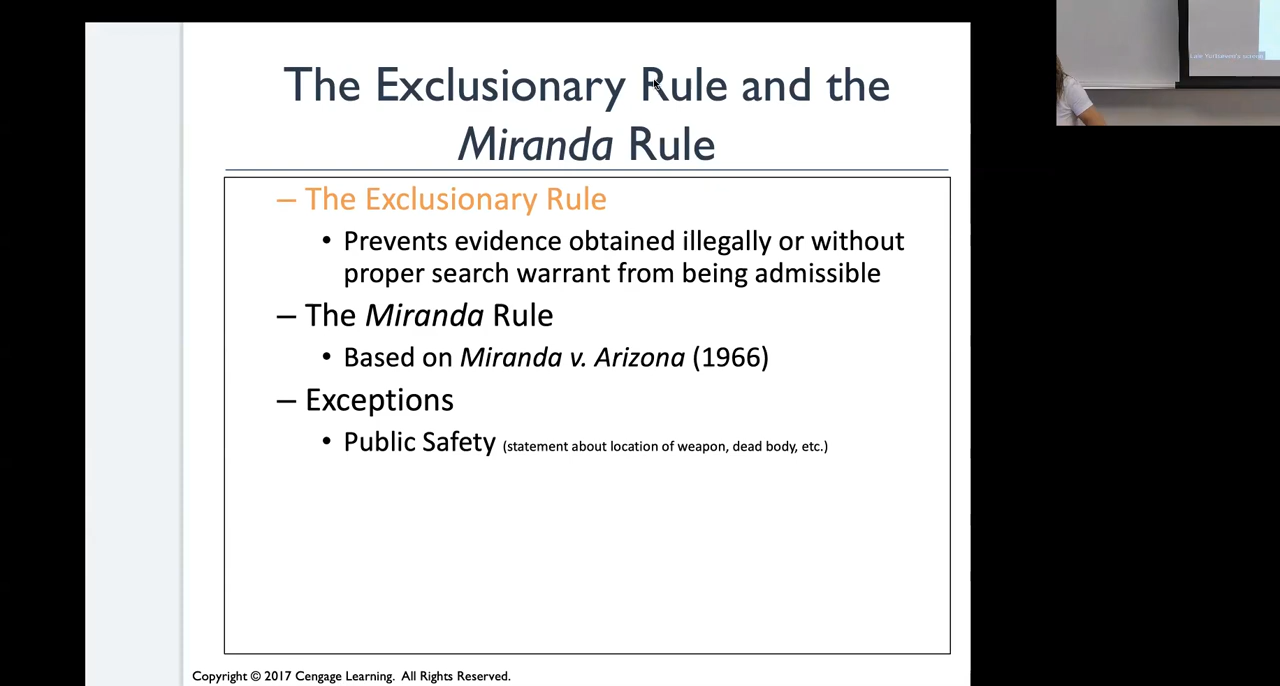 The Exclusionary Rule and the
Miranda Rule
– The Exclusionary Rule
• Prevents evidence obtained illegally or without
proper search warrant from being admissible
– The Miranda Rule
• Based on Miranda v. Arizona (1966)
– Exceptions
• Public Safety (statement about location of weapon, dead body, etc.)
Copyright © 2017 Cengage Learning. All Rights Reserved.